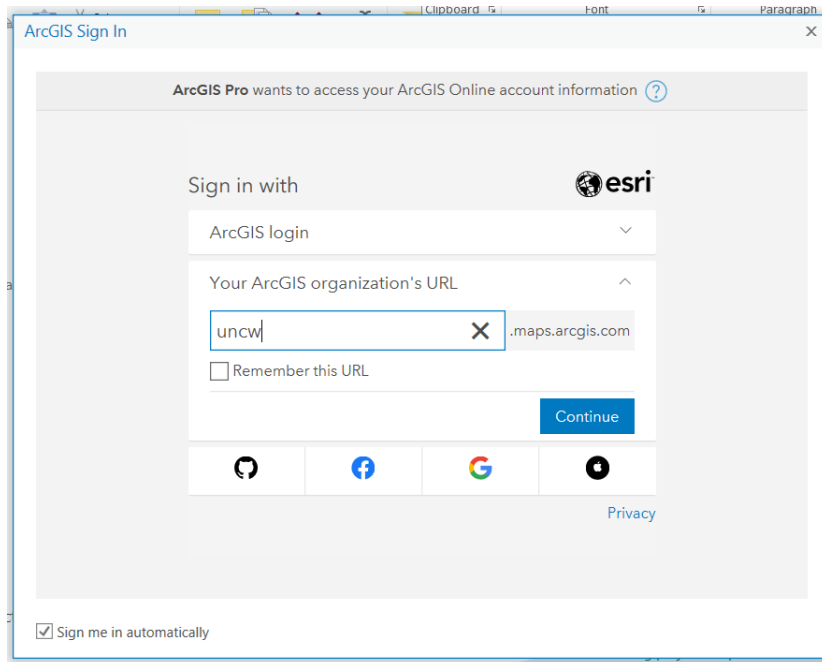 Clipboard Font Paragraph
ArcGIS Sign In
ArcGIS Pro wants to access your ArcGIS Online account information ?
Sign in with esri
ArcGIS login
Your ArcGIS organization's URL
uncw .maps.arcgis.com
Remember this URL
Continue
Privacy
Sign me in automatically